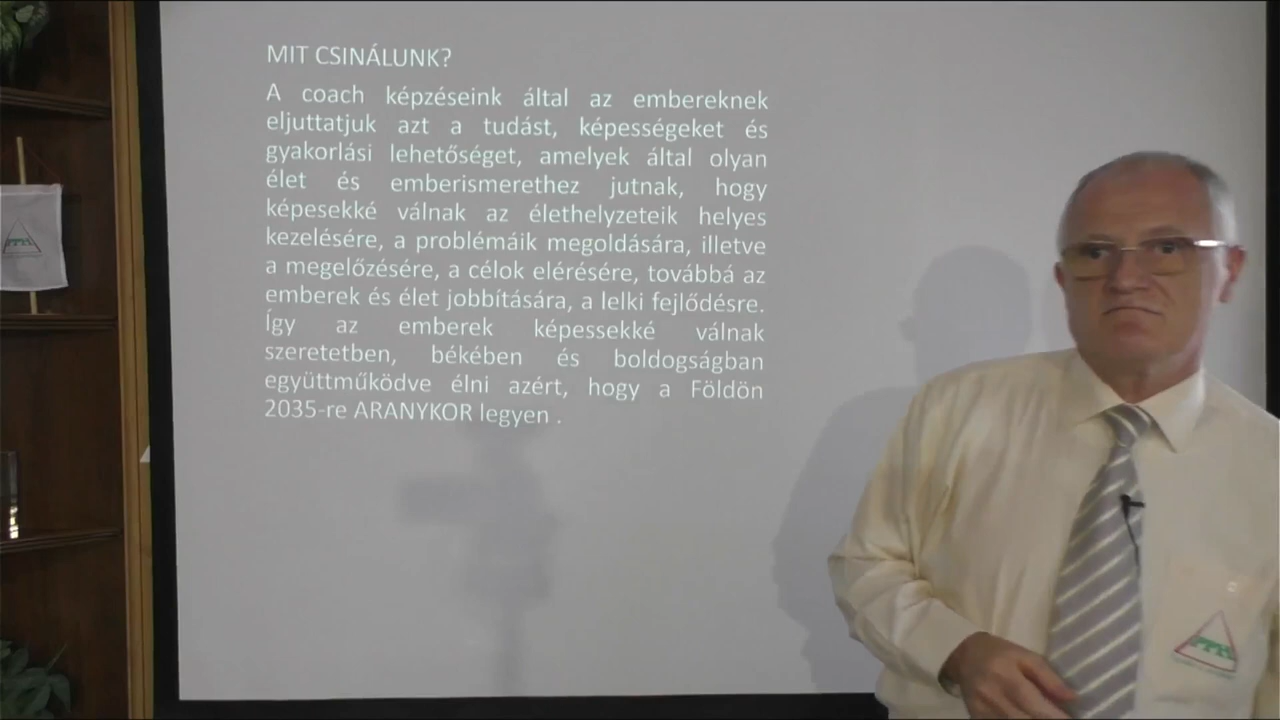 MIT CSINÁLUNK?
A coach képzéseink által az embereknek
eljuttatjuk azt a tudást, képességeket és
gyakorlási lehetőséget, amelyek által olyan
élet és emberismerethez jutnak, hogy
képesekké válnak az élethelyzeteik helyes
kezelésére, a problémáik megoldására, illetve
a megelőzésére, a célok elérésére, továbbá az
emberek és élet jobbítására, a lelki fejlődésre.
Így az emberek képessekké válnak
szeretetben, békében és boldogságban
együttműködve élni azért, hogy a Földön
2035-re ARANYKOR legyen .